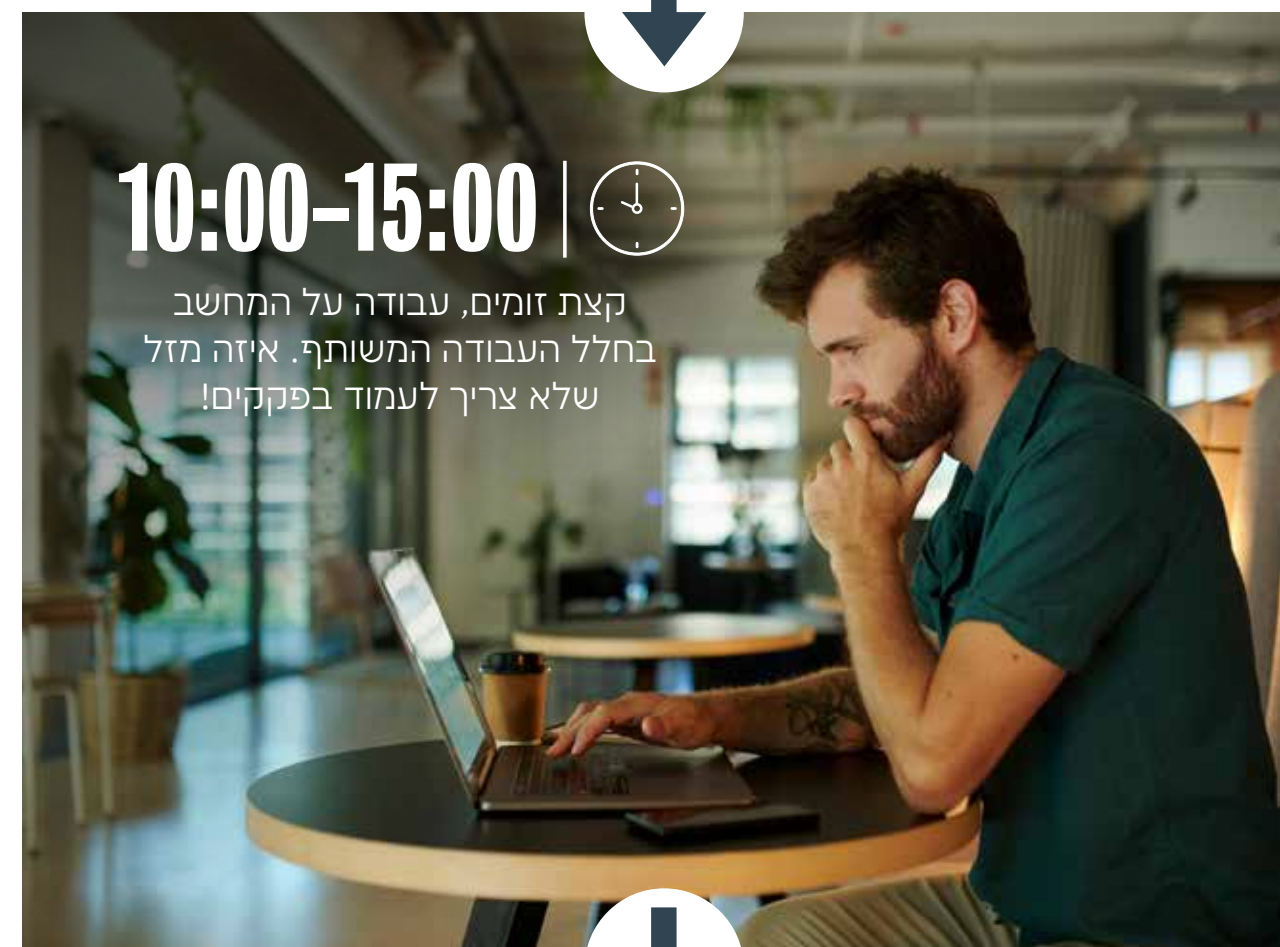 10:00–15:00
קצת זומים, עבודה על המחשב
בחלל העבודה המשותף. איזה מזל
שלא צריך לעמוד בפקקים!